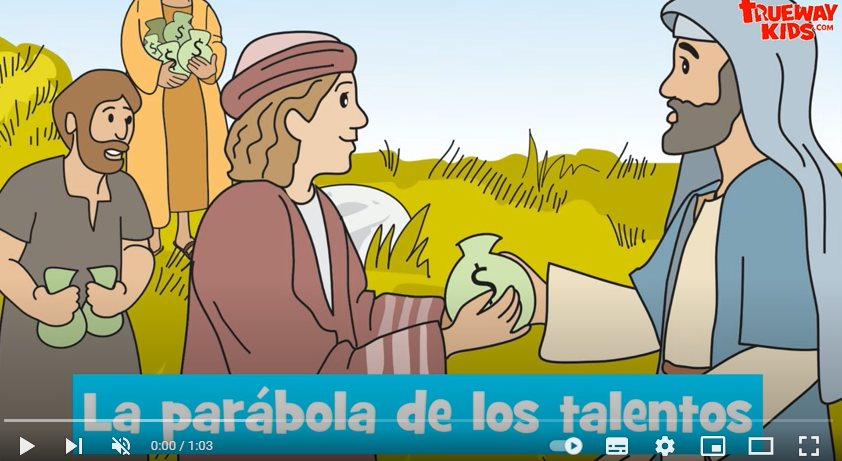 TRUEWAY
KIDS.COM
$ $ $ $
$
La parábola de los talentos
0:00 / 1:03